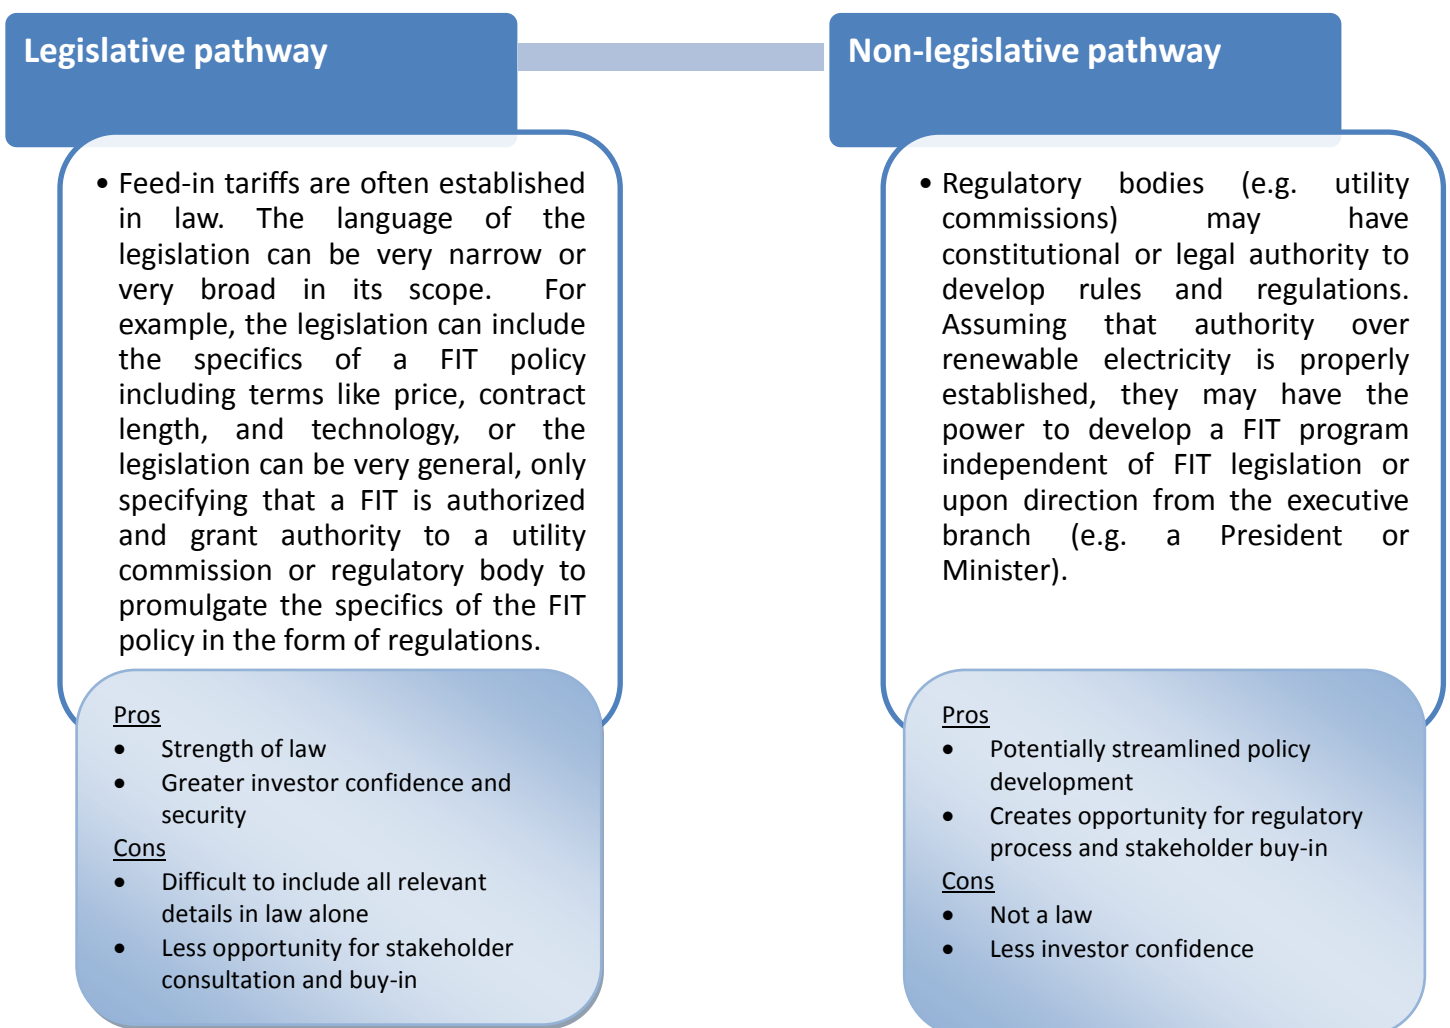 Legislative pathway
• Feed-in tariffs are often established
in law. The language of the
legislation can be very narrow or
very broad in its scope. For
example, the legislation can include
the specifics of a FIT policy
including terms like price, contract
length, and technology, or the
legislation can be very general, only
specifying that a FIT is authorized
and grant authority to a utility
commission or regulatory body to
promulgate the specifics of the FIT
policy in the form of regulations.
Pros
• Strength of law
• Greater investor confidence and
security
Cons
• Difficult to include all relevant
details in law alone
• Less opportunity for stakeholder
consultation and buy-in
Non-legislative pathway
• Regulatory bodies (e.g. utility
commissions) may have
constitutional or legal authority to
develop rules and regulations.
Assuming that authority over
renewable electricity is properly
established, they may have the
power to develop a FIT program
independent of FIT legislation or
upon direction from the executive
branch (e.g. a President or
Minister).
Pros
• Potentially streamlined policy
development
• Creates opportunity for regulatory
process and stakeholder buy-in
Cons
• Not a law
• Less investor confidence